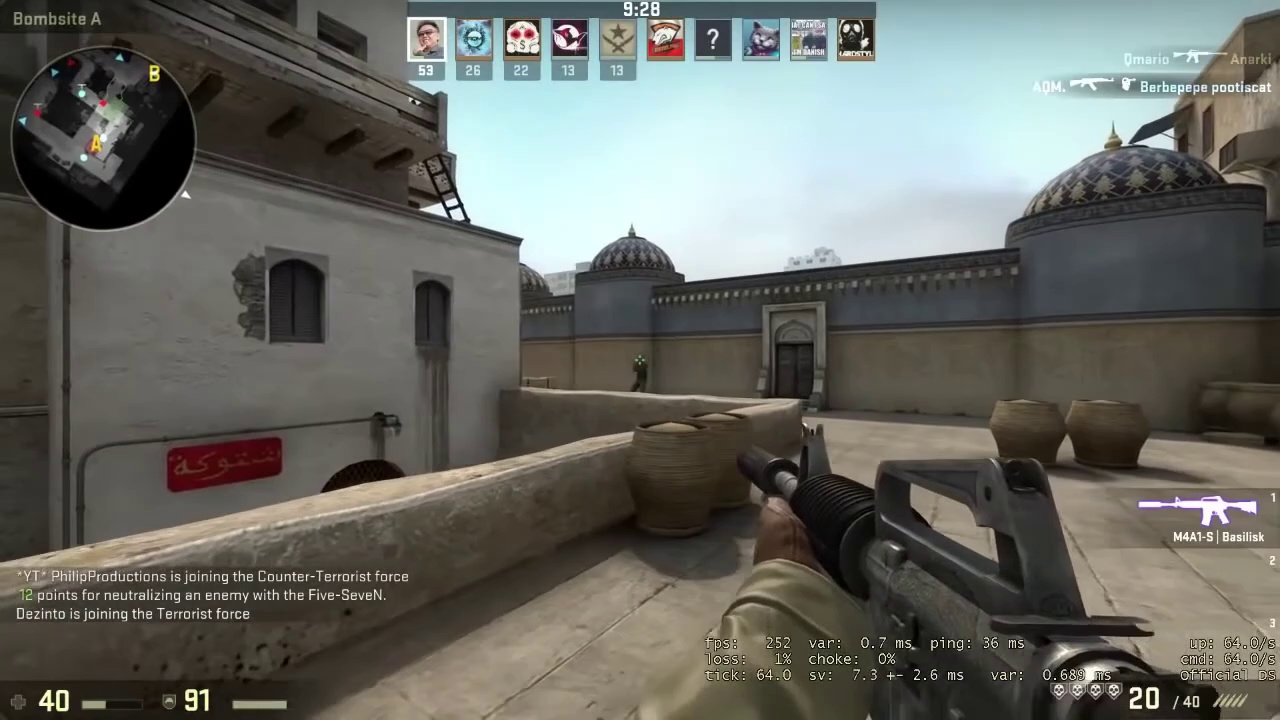 Bombsite A
9:28
B
A
53 26 22 13 13
?
Qmario Anarki
AQM. Berbepepe pootiscat
شتوكة
1
M4A1-S | Basilisk
2
3
*YT* PhilipProductions is joining the Counter-Terrorist force
12 points for neutralizing an enemy with the Five-SeveN.
Dezinto is joining the Terrorist force
fps: 252 var: 0.7 ms ping: 36 ms
loss: 1% choke: 0%
tick: 64.0 sv: 7.3 +- 2.6 ms var: 0.689 ms
up: 64.0/s
cmd: 64.0/s
Official DS
40 91
20 / 40